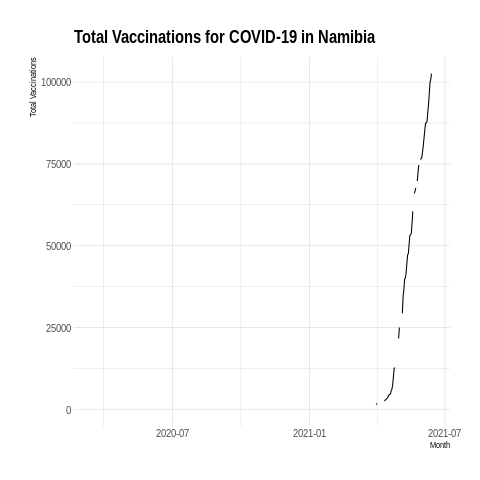 Total Vaccinations for COVID-19 in Namibia
Total Vaccinations
100000
75000
50000
25000
0
2020-07 2021-01 2021-07
Month